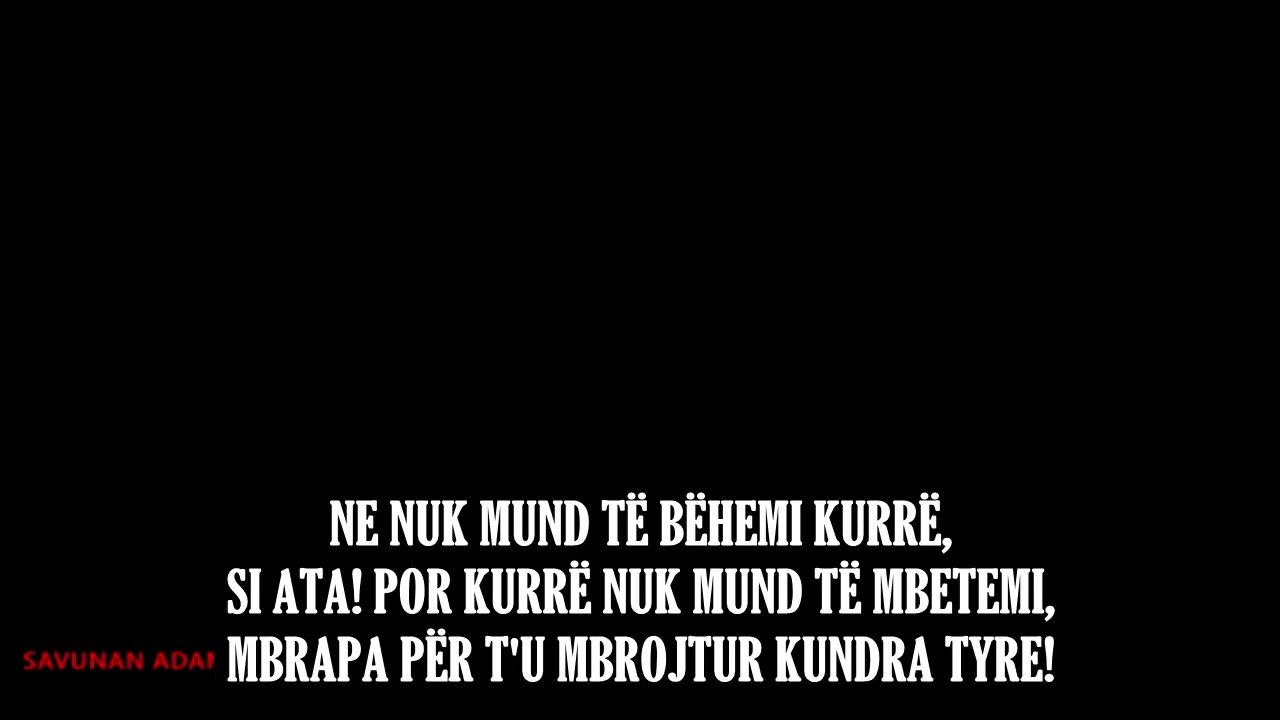 NE NUK MUND TË BËHEMI KURRË,
SI ATA! POR KURRË NUK MUND TË MBETEMI,
MBRAPA PËR T'U MBROJTUR KUNDRA TYRE!
SAVUNAN